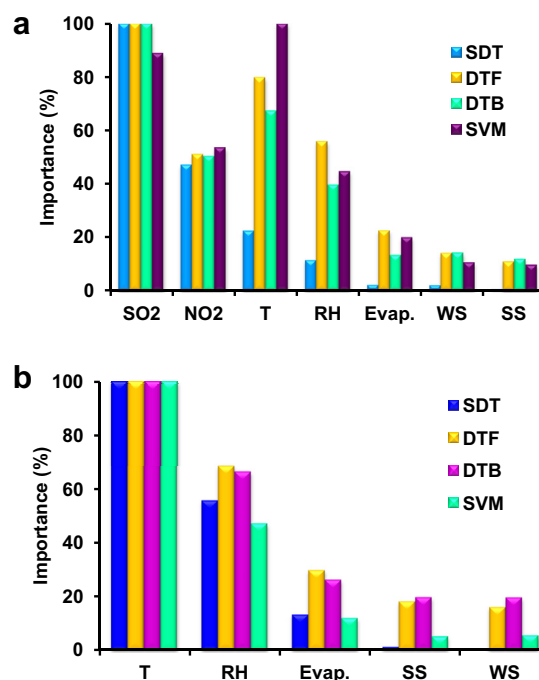 a
Importance (%)
100
80
60
40
20
0
SO2 NO2 T RH Evap. WS SS
SDT
DTF
DTB
SVM
b
Importance (%)
100
80
60
40
20
0
T RH Evap. SS WS
SDT
DTF
DTB
SVM